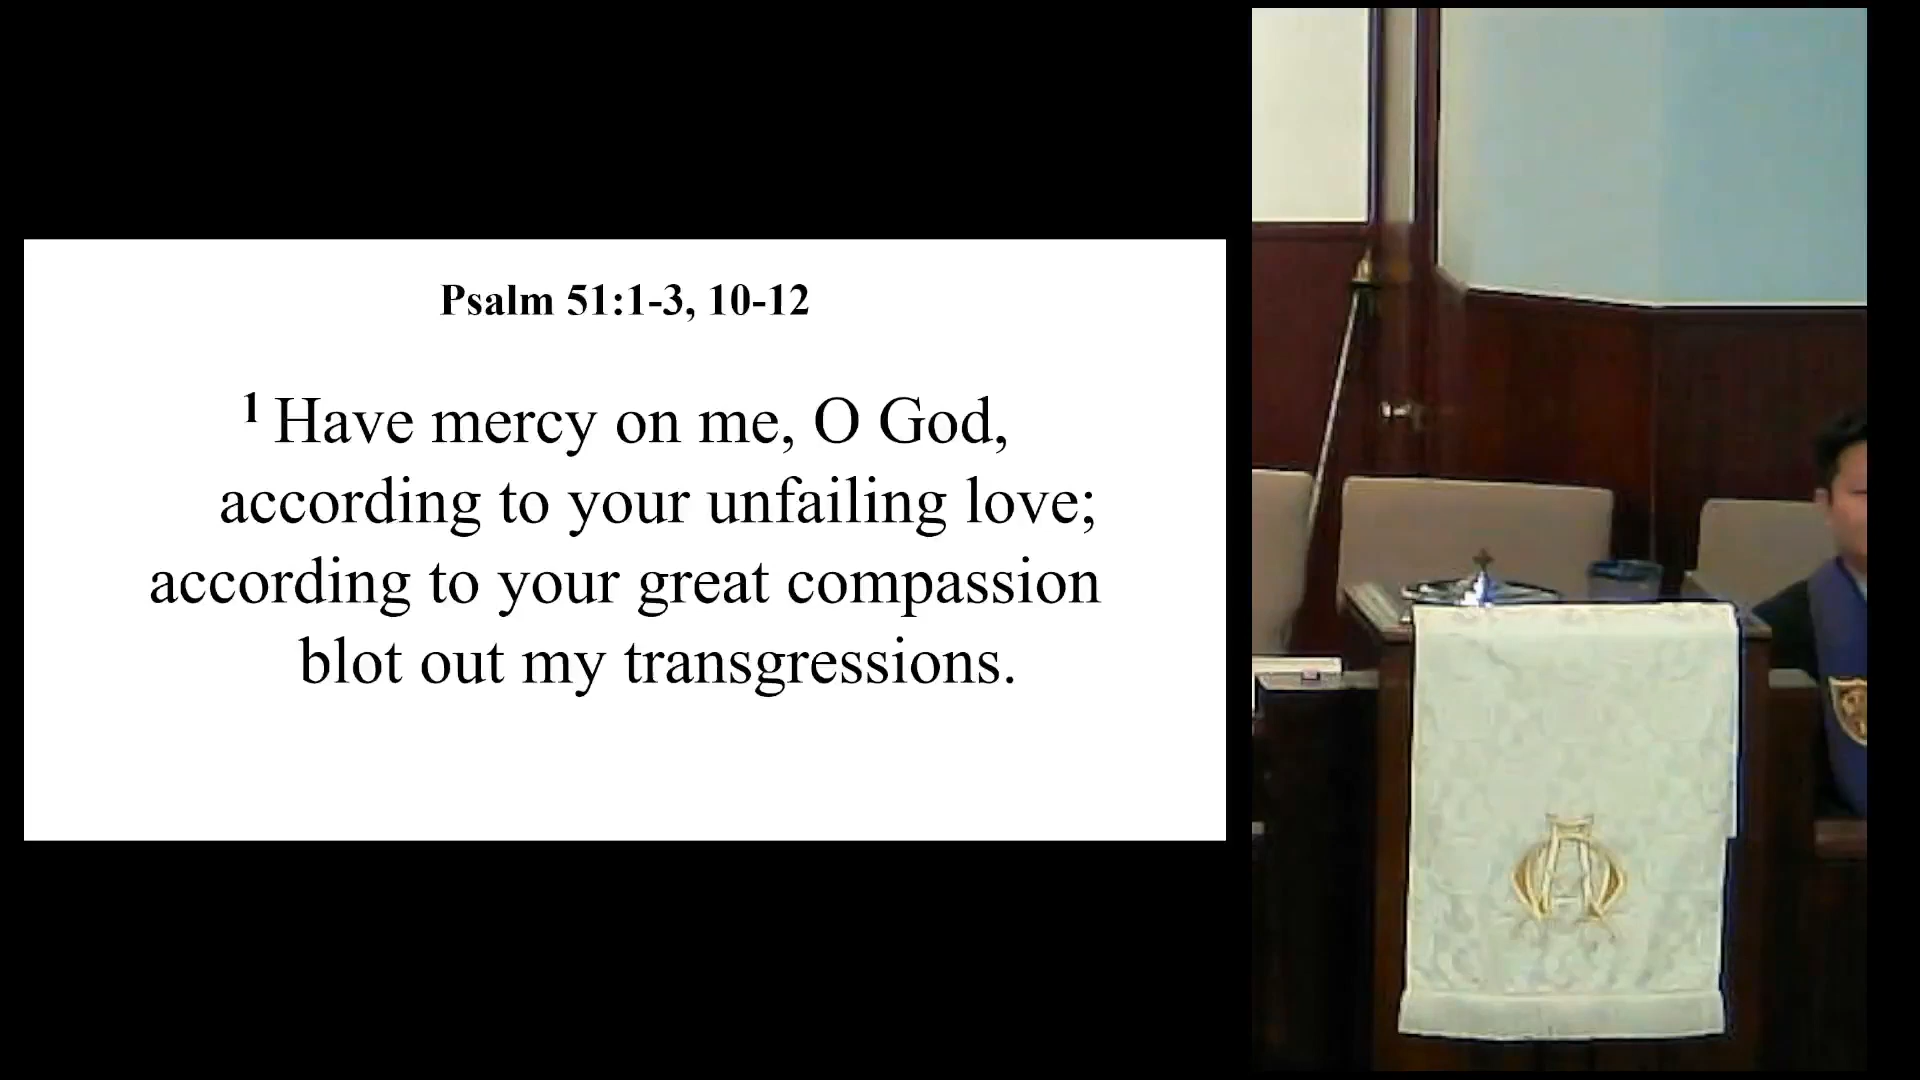 Psalm 51:1-3, 10-12
1 Have mercy on me, O God,
according to your unfailing love;
according to your great compassion
blot out my transgressions.